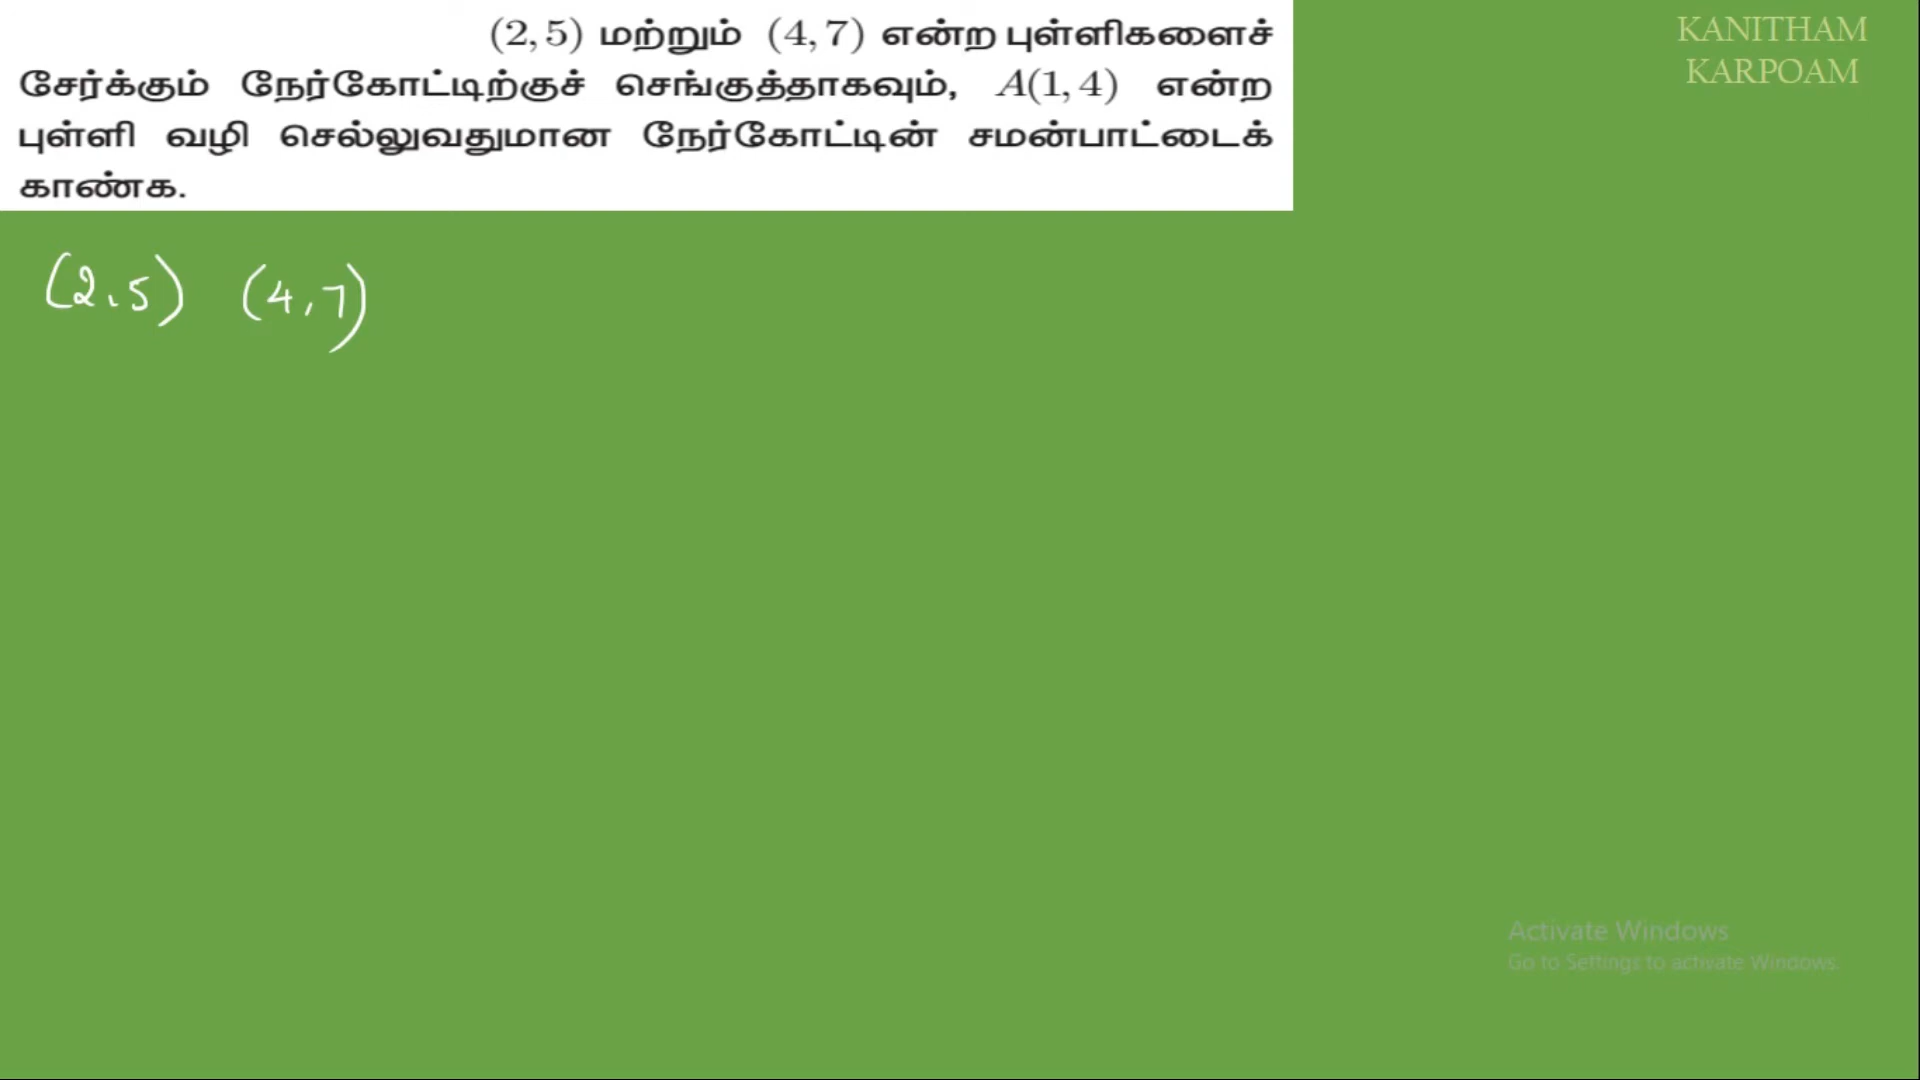 (2, 5) மற்றும் (4, 7) என்ற புள்ளிகளைச்
சேர்க்கும் நேர்கோட்டிற்குச் செங்குத்தாகவும், A(1, 4) என்ற
புள்ளி வழி செல்லுவதுமான நேர்கோட்டின் சமன்பாட்டைக்
காண்க.
KANITHAM
KARPOAM
(2,5) (4,7)
Activate Windows
Go to Settings to activate Windows.